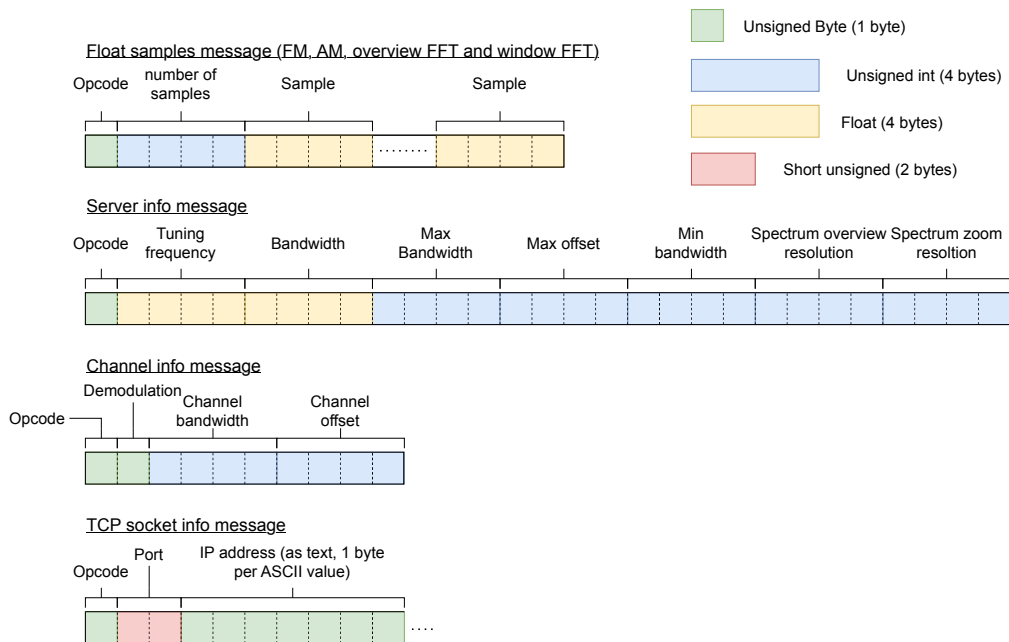 Unsigned Byte (1 byte)
Unsigned int (4 bytes)
Float (4 bytes)
Short unsigned (2 bytes)
Float samples message (FM, AM, overview FFT and window FFT)
Opcode
number of
samples
Sample
Sample
........
Server info message
Opcode
Tuning
frequency
Bandwidth
Max
Bandwidth
Max offset
Min
bandwidth
Spectrum overview
resolution
Spectrum zoom
resoltion
Channel info message
Opcode
Demodulation
Channel
bandwidth
Channel
offset
TCP socket info message
Opcode
Port
IP address (as text, 1 byte
per ASCII value)
....